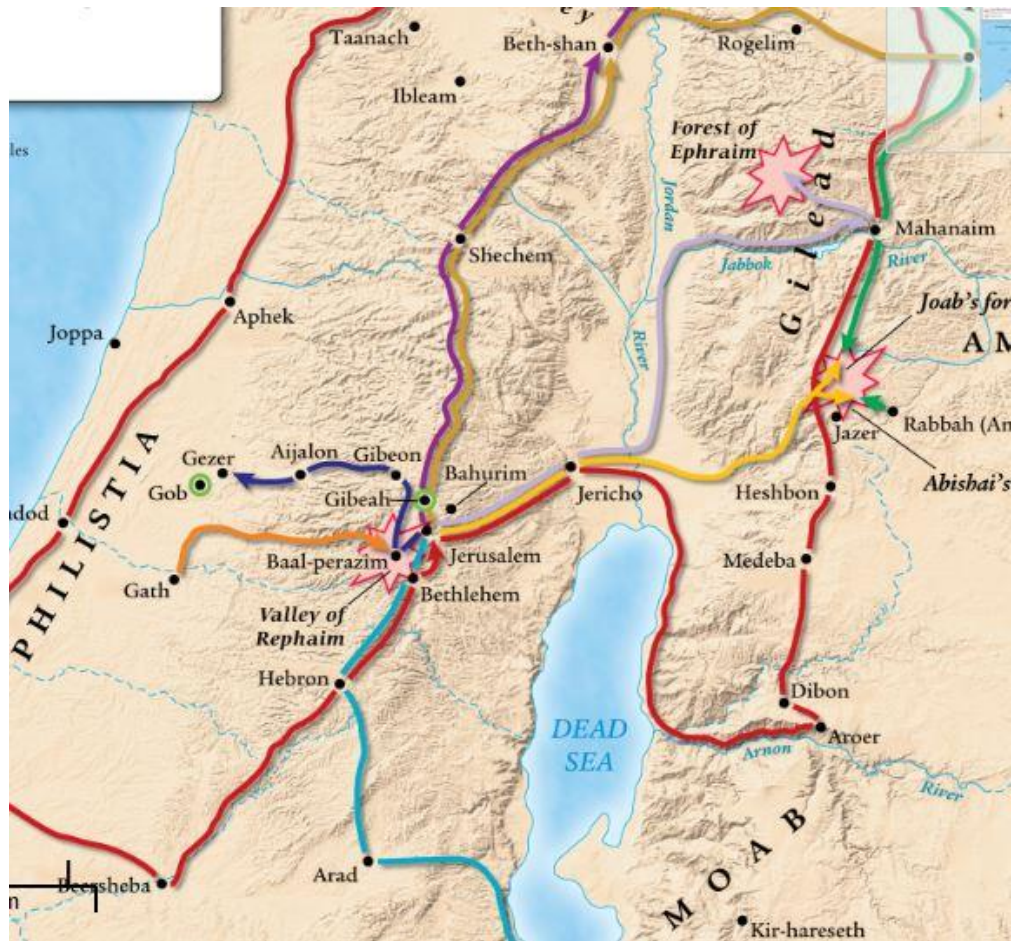 Taanach
Beth-shan
Rogelim
Ibleam
Forest of
Ephraim
Jordan
Gilead
Mahanaim
Shechem
Jabbok
River
Aphek
Joppa
River
Joab's for
AM
PHILISTIA
Rabbah (Am
Jazer
Gezer
Aijalon
Gibeon
Bahurim
Gob
Gibeah
Jericho
Heshbon
Abishai's
dod
Jerusalem
Baal-perazim
Medeba
Gath
Bethlehem
Valley of
Rephaim
Hebron
Dibon
DEAD
SEA
Aroer
Arnon
River
MOAB
Arad
Beersheba
Kir-hareseth